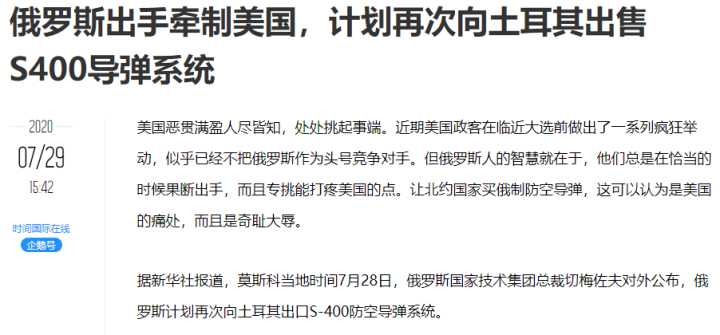 俄罗斯出手牵制美国，计划再次向土耳其出售
S400导弹系统
2020
07/29
15:42
时间国际在线
企鹅号
美国恶贯满盈人尽皆知，处处挑起事端。近期美国政客在临近大选前做出了一系列疯狂举
动，似乎已经不把俄罗斯作为头号竞争对手。但俄罗斯人的智慧就在于，他们总是在恰当的
时候果断出手，而且专挑能打疼美国的点。让北约国家买俄制防空导弹，这可以认为是美国
的痛处，而且是奇耻大辱。
据新华社报道，莫斯科当地时间7月28日，俄罗斯国家技术集团总裁切梅佐夫对外公布，俄
罗斯计划再次向土耳其出口S-400防空导弹系统。